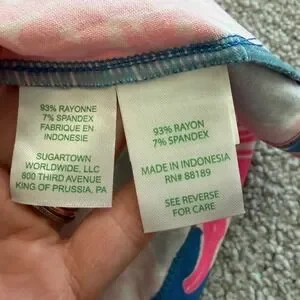 93% RAYONNE
7% SPANDEX
FABRIQUE EN
INDONESIE
SUGARTOWN
WORLDWIDE, LLC
800 THIRD AVENUE
KING OF PRUSSIA, PA
93% RAYON
7% SPANDEX
MADE IN INDONESIA
RN# 88189
SEE REVERSE
FOR CARE